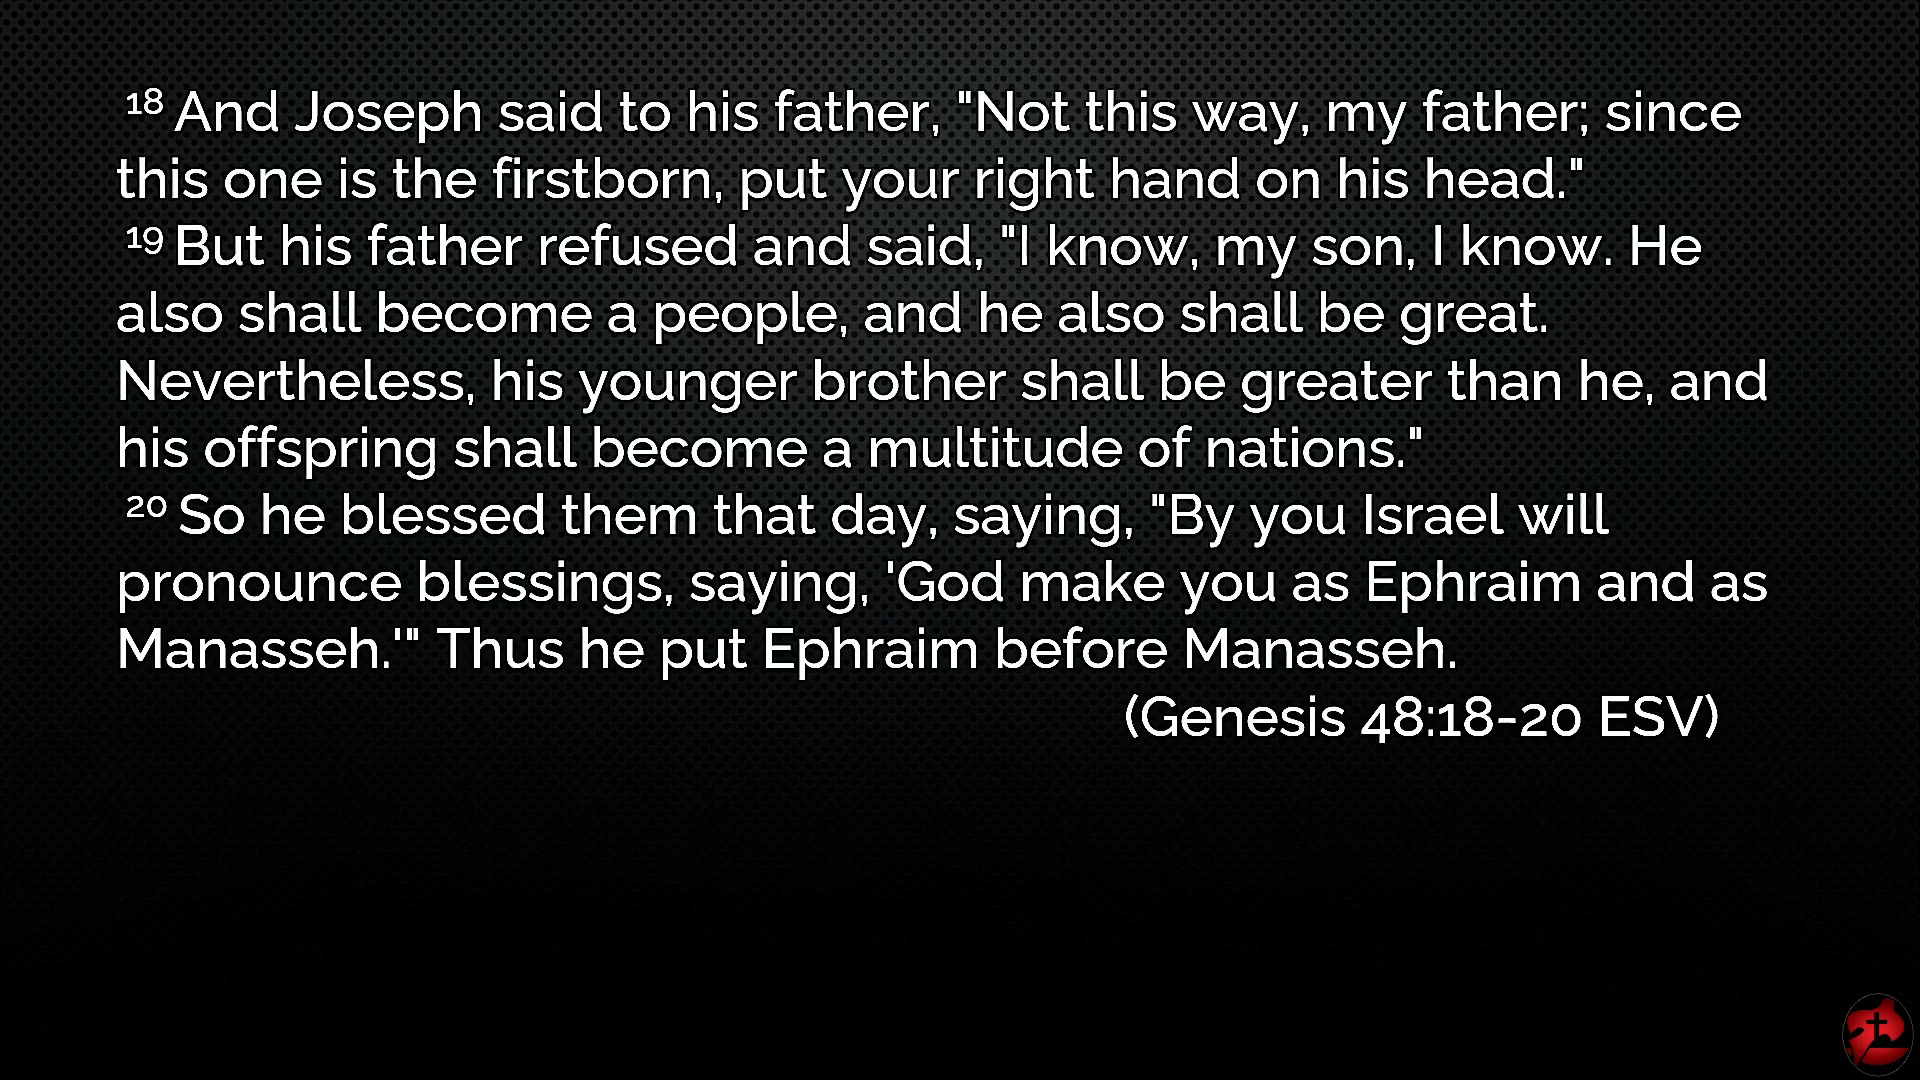 18 And Joseph said to his father, "Not this way, my father; since
this one is the firstborn, put your right hand on his head."
19 But his father refused and said, "I know, my son, I know. He
also shall become a people, and he also shall be great.
Nevertheless, his younger brother shall be greater than he, and
his offspring shall become a multitude of nations."
20 So he blessed them that day, saying, "By you Israel will
pronounce blessings, saying, 'God make you as Ephraim and as
Manasseh.'" Thus he put Ephraim before Manasseh.
(Genesis 48:18-20 ESV)